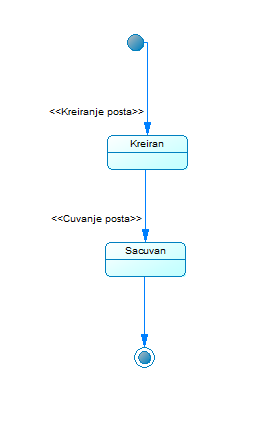 <<Kreiranje posta>>
Kreiran
<<Cuvanje posta>>
Sacuvan